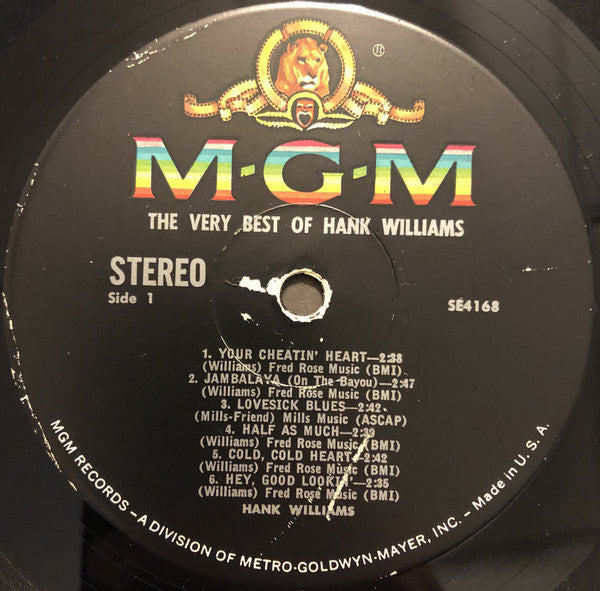 ®
M-G-M
THE VERY BEST OF HANK WILLIAMS
STEREO
Side 1
SE4168
1. YOUR CHEATIN' HEART—2:38
(Williams) Fred Rose Music (BMI)
2. JAMBALAYA (On The Bayou)—2:47
(Williams) Fred Rose Music (BMI)
3. LOVESICK BLUES—2:42
(Mills-Friend) Mills Music (ASCAP)
4. HALF AS MUCH—2:39
(Williams) Fred Rose Music (BMI)
5. COLD, COLD HEART—2:42
(Williams) Fred Rose Music (BMI)
6. HEY, GOOD LOOKIN'—2:35
(Williams) Fred Rose Music (BMI)
HANK WILLIAMS
MGM RECORDS – A DIVISION OF METRO-GOLDWYN-MAYER, INC. – Made in U. S. A.